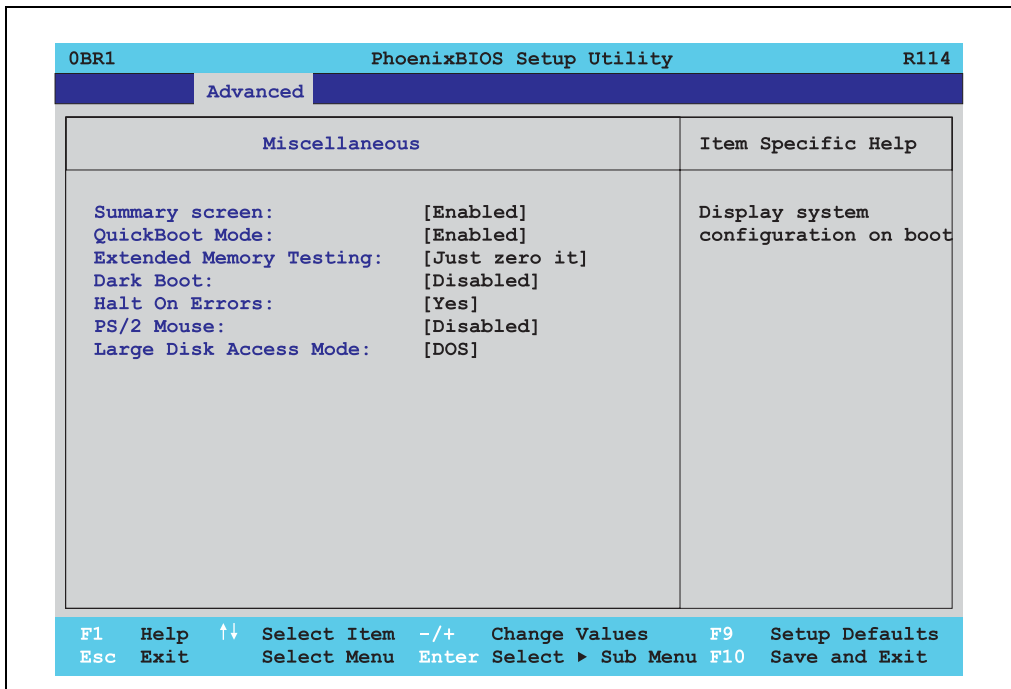 0BR1 PhoenixBIOS Setup Utility R114
Advanced
Miscellaneous Item Specific Help
Summary screen: [Enabled] Display system
QuickBoot Mode: [Enabled] configuration on boot
Extended Memory Testing: [Just zero it]
Dark Boot: [Disabled]
Halt On Errors: [Yes]
PS/2 Mouse: [Disabled]
Large Disk Access Mode: [DOS]
F1 Help ↑↓ Select Item -/+ Change Values F9 Setup Defaults
Esc Exit Select Menu Enter Select ▶ Sub Menu F10 Save and Exit